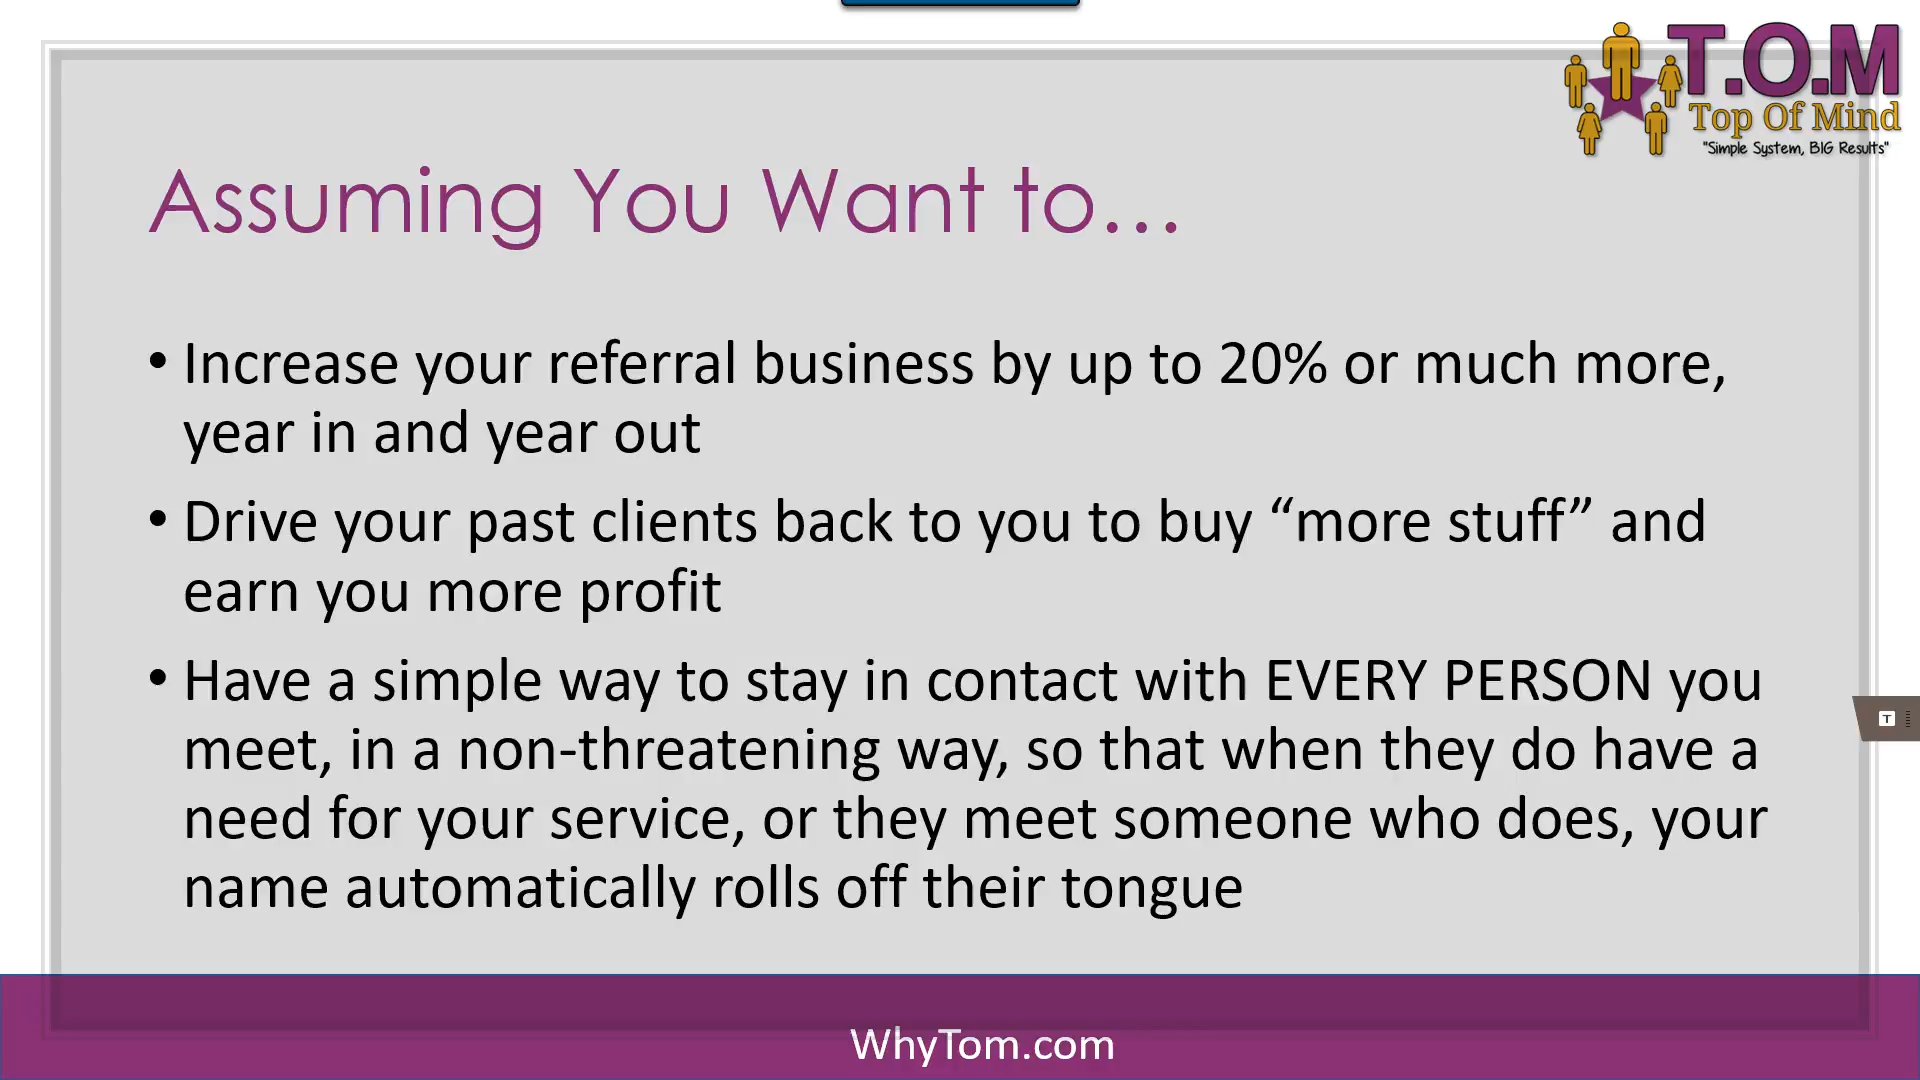 T.O.M
Top Of Mind
"Simple System, BIG Results"
Assuming You Want to…
• Increase your referral business by up to 20% or much more,
year in and year out
• Drive your past clients back to you to buy “more stuff” and
earn you more profit
• Have a simple way to stay in contact with EVERY PERSON you
meet, in a non-threatening way, so that when they do have a
need for your service, or they meet someone who does, your
name automatically rolls off their tongue
T
WhyTom.com